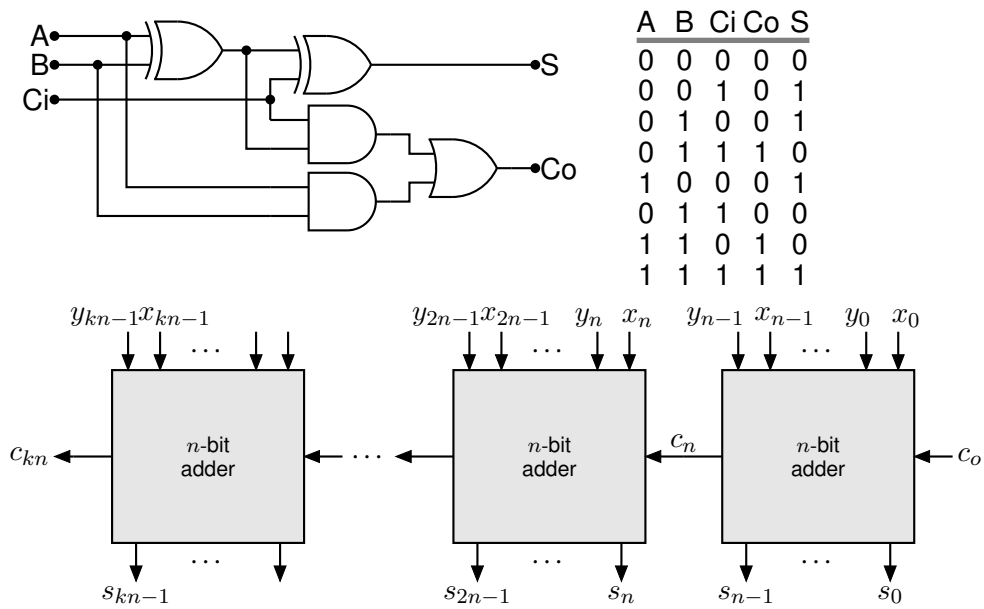 A
B
Ci
S
Co
A B Ci Co S
0 0 0 0 0
0 0 1 0 1
0 1 0 0 1
0 1 1 1 0
1 0 0 0 1
0 1 1 0 0
1 1 0 1 0
1 1 1 1 1
y_{kn−1} x_{kn−1} ⋯
y_{2n−1} x_{2n−1} ⋯ y_n x_n
y_{n−1} x_{n−1} ⋯ y_0 x_0
c_{kn}
n-bit
adder
⋯
n-bit
adder
c_n
n-bit
adder
c_o
s_{kn−1} ⋯
s_{2n−1} ⋯ s_n
s_{n−1} ⋯ s_0